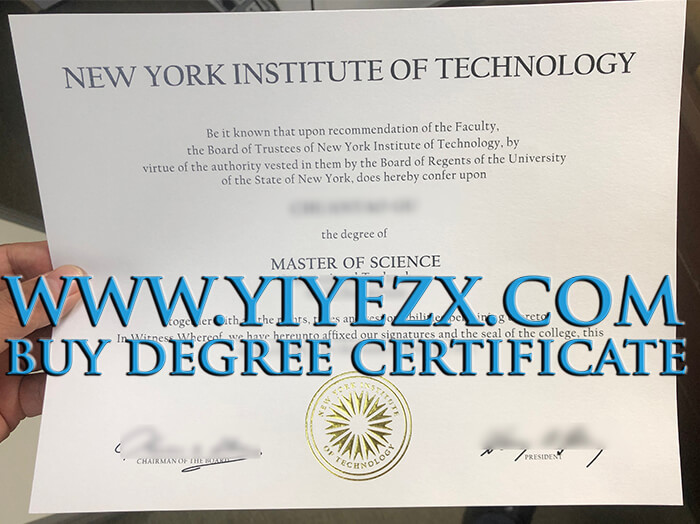 NEW YORK INSTITUTE OF TECHNOLOGY
Be it known that upon recommendation of the Faculty,
the Board of Trustees of New York Institute of Technology, by
virtue of the authority vested in them by the Board of Regents of the University
of the State of New York, does hereby confer upon
the degree of
MASTER OF SCIENCE
WWW.YIYEZX.COM
together with all the
In Witness Whereof, we have hereunto affixed our signatures and the seal of the college, this
BUY DEGREE CERTIFICATE
NEW YORK INSTITUTE
OF TECHNOLOGY
CHAIRMAN OF THE BOARD
PRESIDENT